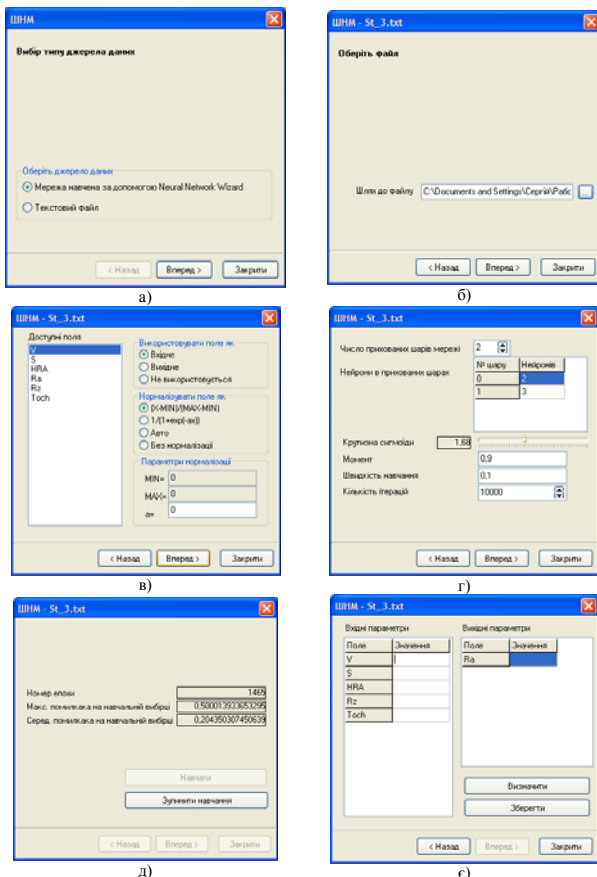 ШНМ
Вибір типу джерела даних
Оберіть джерело даних
Мережа навчена за допомогою Neural Network Wizard
Текстовий файл
< Назад
Вперед >
Закрити
а)
ШНМ - St_3.txt
Оберіть файл
Шлях до файлу
C:\Documents and Settings\Сергій\Рабо
...
< Назад
Вперед >
Закрити
б)
ШНМ - St_3.txt
Доступні поля
V
S
HRA
Ra
Rz
Toch
Використовувати поле як
Вхідне
Вихідне
Не використовується
Нормалізувати поле як
(X-MIN)/(MAX-MIN)
1/(1+exp(-ax))
Авто
Без нормалізації
Параметри нормалізації
MIN= 0
MAX= 0
a= 0
< Назад
Вперед >
Закрити
в)
ШНМ - St_3.txt
Число прихованих шарів мережі 2
Нейрони в прихованих шарах
№ шару Нейронів
0 2
1 3
Крутизна сигмоїди 1,68
Момент 0,9
Швидкість навчання 0,1
Кількість ітерацій 10000
< Назад
Вперед >
Закрити
г)
ШНМ - St_3.txt
Номер епохи 1465
Макс. помилкака на навчальній вибірці 0,500013933653295
Серед. помилкака на навчальній вибірці 0,204350307450639
Навчати
Зупинити навчання
< Назад
Вперед >
Закрити
д)
ШНМ - St_3.txt
Вхідні параметри
Поле Значення
V
S
HRA
Rz
Toch
Вихідні параметри
Поле Значення
Ra
Визначити
Зберегти
< Назад
Вперед >
Закрити
є)